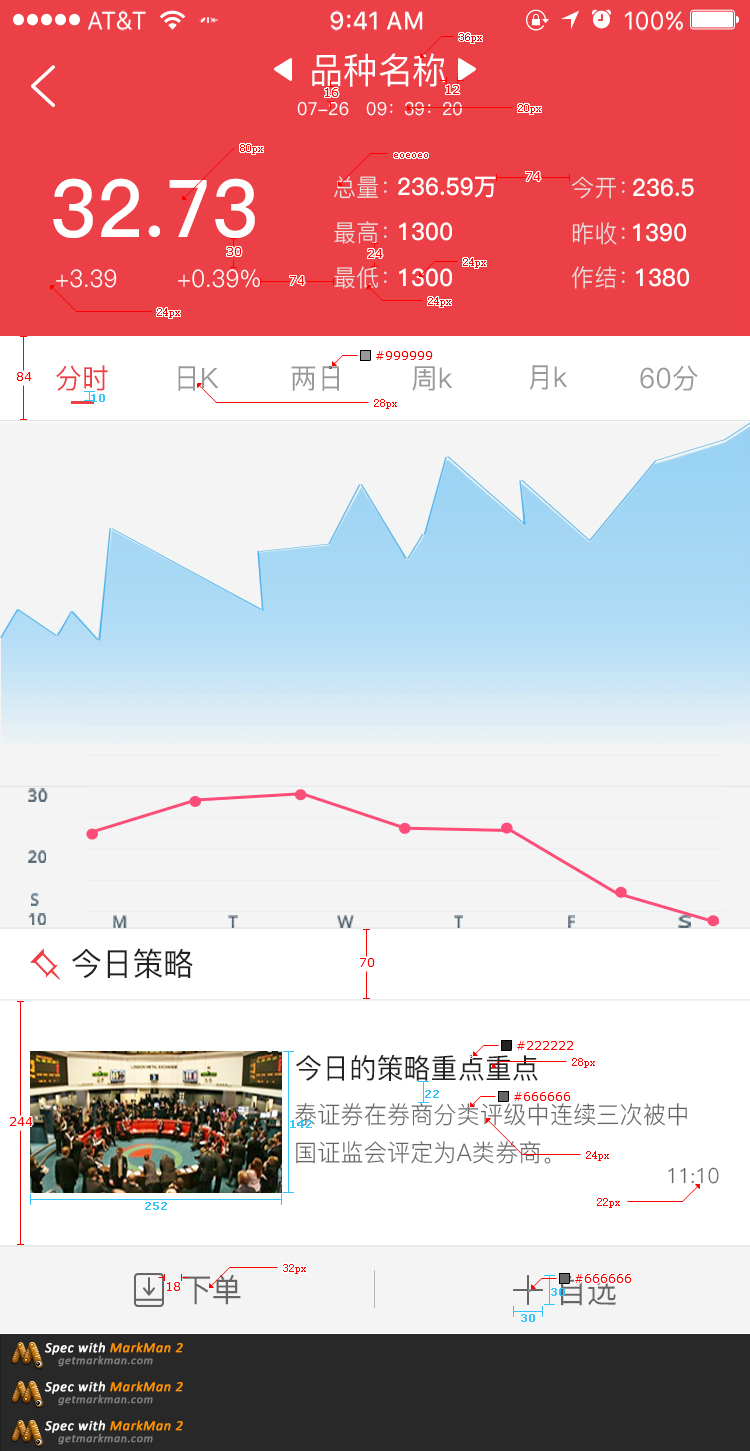 ●●●●● AT&T 9:41 AM 100%
36px
品种名称
16 12
07-26 09: 39: 20 20px
80px e0e0e0
32.73 总量: 236.59万 74 今开: 236.5
最高: 1300 昨收: 1390
30 24
+3.39 +0.39% 74 最低: 1300 24px 作结: 1380
24px 24px
#999999
84 分时 日K 两日 周k 月k 60分
10 28px
30
20
S
10 M T W T F S
今日策略 70
#222222
LONDON METAL EXCHANGE
今日的策略重点重点 28px
22 #666666
244 142 泰证券在券商分类评级中连续三次被中
国证监会评定为A类券商。 24px
11:10
252 22px
32px #666666
18 下单 30 自选
30
Spec with MarkMan 2
getmarkman.com
Spec with MarkMan 2
getmarkman.com
Spec with MarkMan 2
getmarkman.com